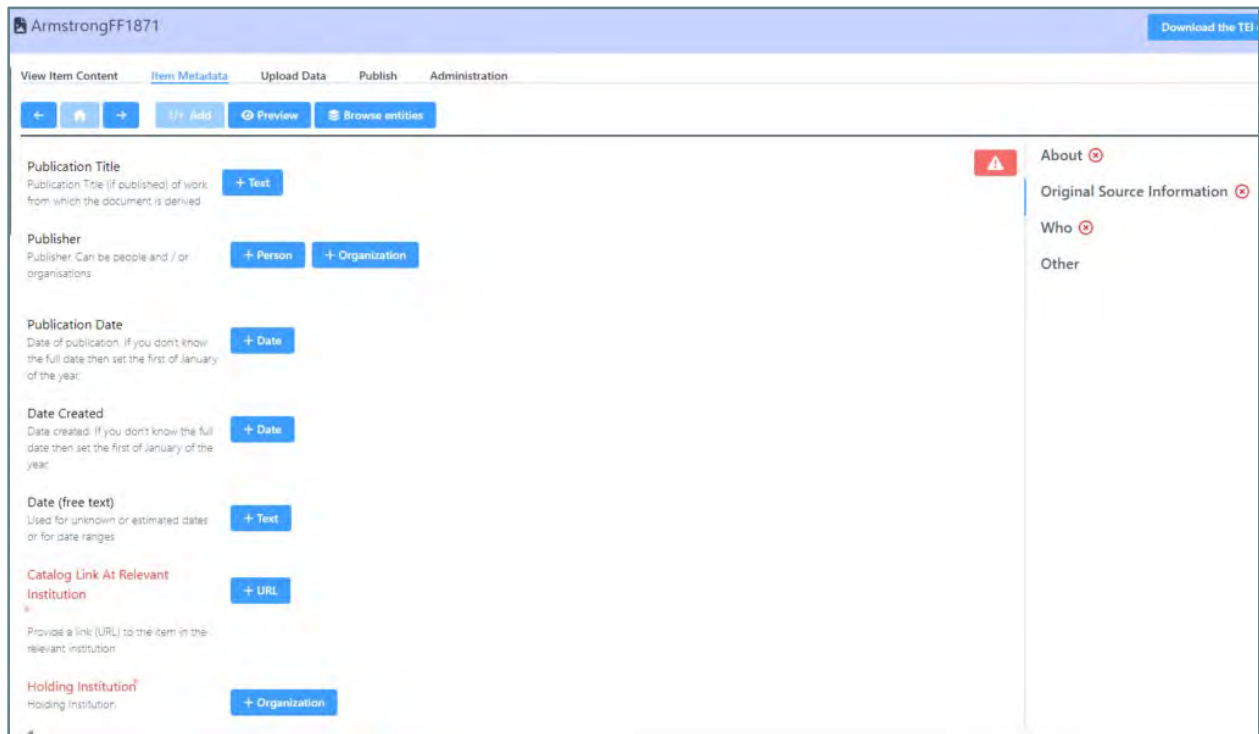 ArmstrongFF1871
Download the TEI
View Item Content Item Metadata Upload Data Publish Administration
</> Add Preview Browse entities
Publication Title
Publication Title (if published) of work
from which the document is derived
+ Text
Publisher
Publisher. Can be people and / or
organisations
+ Person + Organization
Publication Date
Date of publication. If you don't know
the full date then set the first of January
of the year.
+ Date
Date Created
Date created. If you don't know the full
date then set the first of January of the
year.
+ Date
Date (free text)
Used for unknown or estimated dates
or for date ranges
+ Text
Catalog Link At Relevant
Institution
*
Provide a link (URL) to the item in the
relevant institution
+ URL
Holding Institution*
Holding Institution.
+ Organization
About
Original Source Information
Who
Other